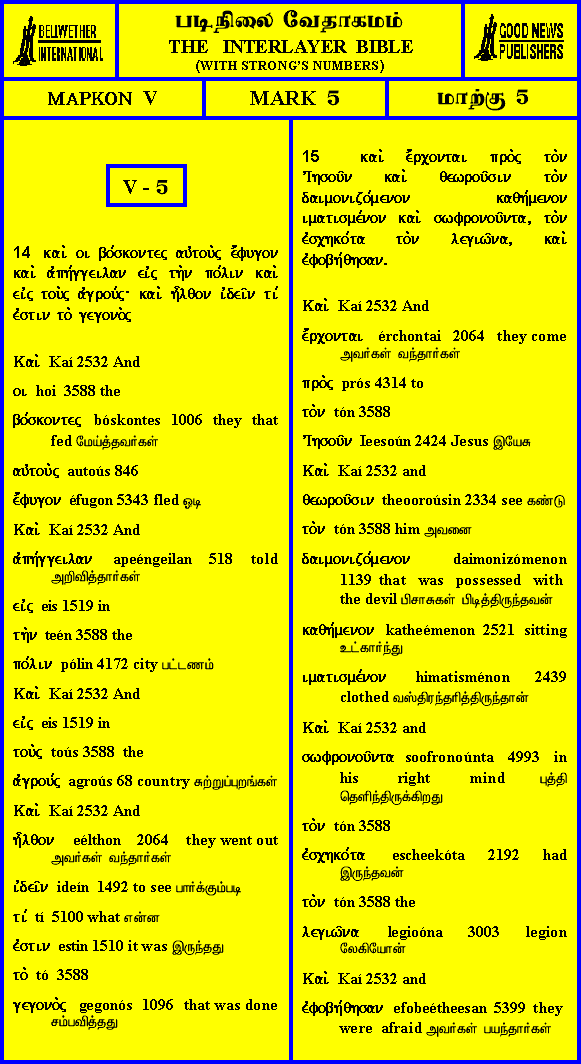 BELLWETHER
INTERNATIONAL
படிநிலை வேதாகமம்
THE INTERLAYER BIBLE
(WITH STRONG'S NUMBERS)
GOOD NEWS
PUBLISHERS
ΜΑΡΚΟΝ V
MARK 5
மாற்கு 5
V - 5
14 καὶ οι βόσκοντες αὐτοὺς ἔφυγον
καὶ ἀπήγγειλαν εἰς τὴν πόλιν καὶ
εἰς τοὺς ἀγρούς· καὶ ἦλθον ἰδεῖν τί
ἐστιν τὸ γεγονὸς
Καὶ Kaí 2532 And
οι hoi 3588 the
βόσκοντες bóskontes 1006 they that
fed மேய்த்தவர்கள்
αὐτοὺς autoús 846
ἔφυγον éfugon 5343 fled ஓடி
Καὶ Kaí 2532 And
ἀπήγγειλαν apeéngeilan 518 told
அறிவித்தார்கள்
εἰς eis 1519 in
τὴν teén 3588 the
πόλιν pólin 4172 city பட்டணம்
Καὶ Kaí 2532 And
εἰς eis 1519 in
τοὺς toús 3588 the
ἀγρούς agroús 68 country சுற்றுப்புறங்கள்
Καὶ Kaí 2532 And
ἦλθον eélthon 2064 they went out
அவர்கள் வந்தார்கள்
ἰδεῖν ideín 1492 to see பார்க்கும்படி
τί tí 5100 what என்ன
ἐστιν estin 1510 it was இருந்தது
τὸ tó 3588
γεγονὸς gegonós 1096 that was done
சம்பவித்தது
15 καὶ ἔρχονται πρὸς τὸν
Ἰησοῦν καὶ θεωροῦσιν τὸν
δαιμονιζόμενον καθήμενον
ιματισμένον καὶ σωφρονοῦντα, τὸν
ἐσχηκότα τὸν λεγιῶνα, καὶ
ἐφοβήθησαν.
Καὶ Kaí 2532 And
ἔρχονται érchontai 2064 they come
அவர்கள் வந்தார்கள்
πρὸς prós 4314 to
τὸν tón 3588
Ἰησοῦν Ieesoún 2424 Jesus இயேசு
Καὶ Kaí 2532 and
θεωροῦσιν theooroúsin 2334 see கண்டு
τὸν tón 3588 him அவனை
δαιμονιζόμενον daimonizómenon
1139 that was possessed with
the devil பிசாசுகள் பிடித்திருந்தவன்
καθήμενον katheémenon 2521 sitting
உட்கார்ந்து
ιματισμένον himatisménon 2439
clothed வஸ்திரந்தரித்திருந்தான்
Καὶ Kaí 2532 and
σωφρονοῦντα soofronoúnta 4993 in
his right mind புத்தி
தெளிந்திருக்கிறது
τὸν tón 3588
ἐσχηκότα escheekóta 2192 had
இருந்தவன்
τὸν tón 3588 the
λεγιῶνα legioóna 3003 legion
லேகியோன்
Καὶ Kaí 2532 and
ἐφοβήθησαν efobeétheesan 5399 they
were afraid அவர்கள் பயந்தார்கள்